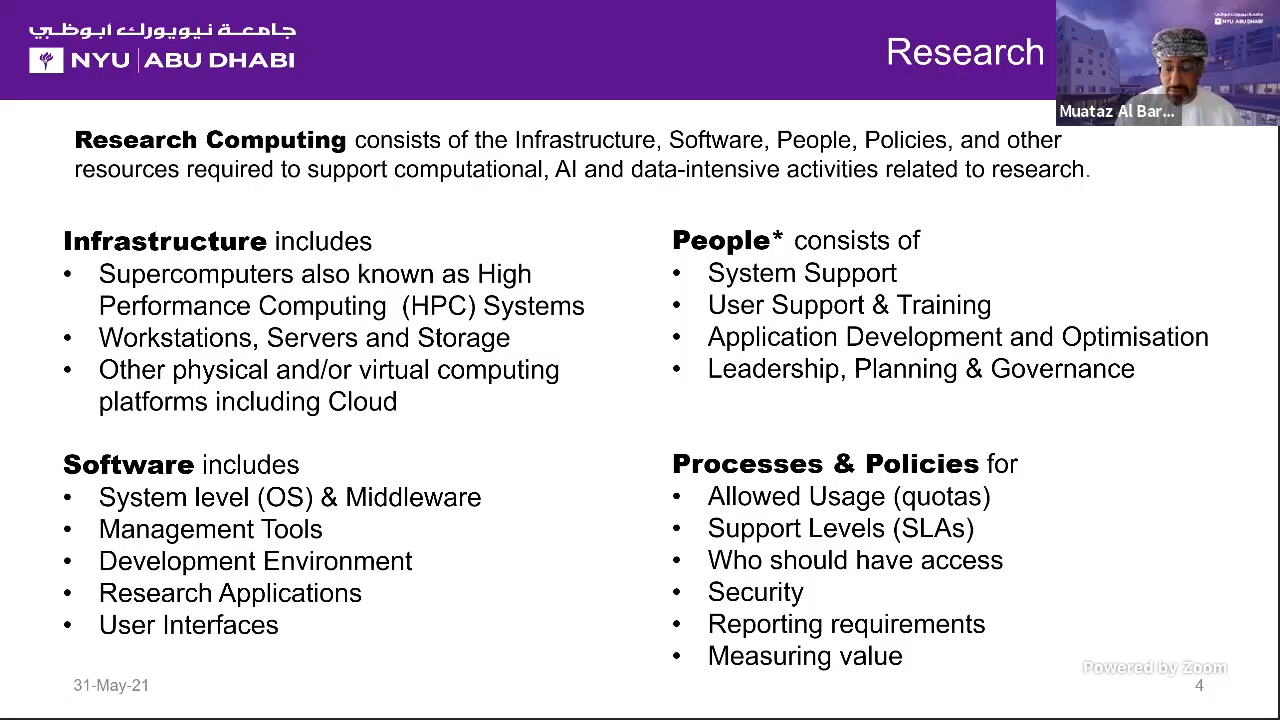 جامعة نيويورك أبوظبي
NYU ABU DHABI
Research
Muataz Al Bar...
Research Computing consists of the Infrastructure, Software, People, Policies, and other
resources required to support computational, AI and data-intensive activities related to research.
Infrastructure includes
• Supercomputers also known as High
Performance Computing (HPC) Systems
• Workstations, Servers and Storage
• Other physical and/or virtual computing
platforms including Cloud
People* consists of
• System Support
• User Support & Training
• Application Development and Optimisation
• Leadership, Planning & Governance
Software includes
• System level (OS) & Middleware
• Management Tools
• Development Environment
• Research Applications
• User Interfaces
Processes & Policies for
• Allowed Usage (quotas)
• Support Levels (SLAs)
• Who should have access
• Security
• Reporting requirements
• Measuring value
Powered by Zoom
31-May-21
4